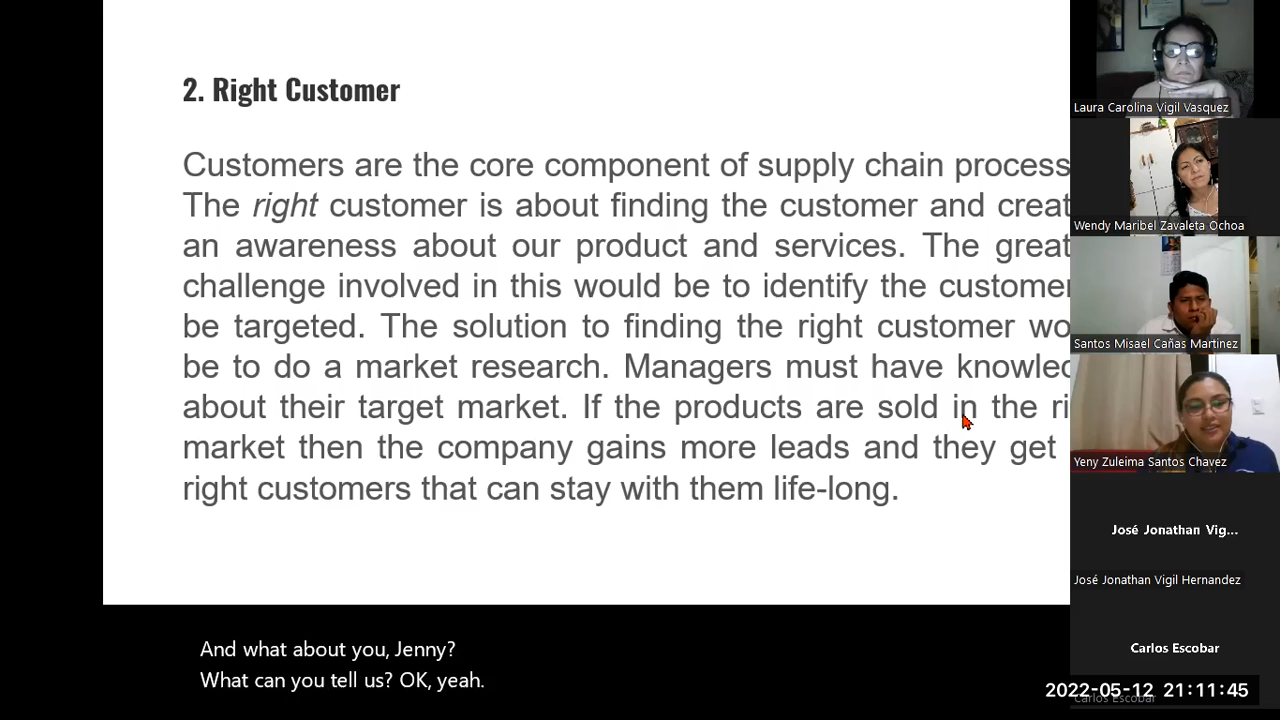 2. Right Customer
Customers are the core component of supply chain process
The right customer is about finding the customer and creat
an awareness about our product and services. The great
challenge involved in this would be to identify the customer
be targeted. The solution to finding the right customer wo
be to do a market research. Managers must have knowled
about their target market. If the products are sold in the ri
market then the company gains more leads and they get
right customers that can stay with them life-long.
And what about you, Jenny?
What can you tell us? OK, yeah.
Laura Carolina Vigil Vasquez
Wendy Maribel Zavaleta Ochoa
Santos Misael Cañas Martinez
Yeny Zuleima Santos Chavez
José Jonathan Vig...
José Jonathan Vigil Hernandez
Carlos Escobar
2022-05-12 21:11:45
Carlos Escobar